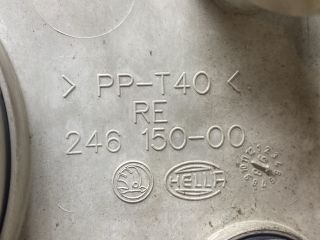 > PP-T40 <
RE
246 150-00
HELLA